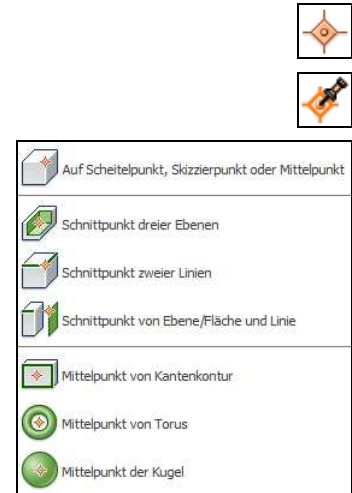 Auf Scheitelpunkt, Skizzierpunkt oder Mittelpunkt
Schnittpunkt dreier Ebenen
Schnittpunkt zweier Linien
Schnittpunkt von Ebene/Fläche und Linie
Mittelpunkt von Kantenkontur
Mittelpunkt von Torus
Mittelpunkt der Kugel